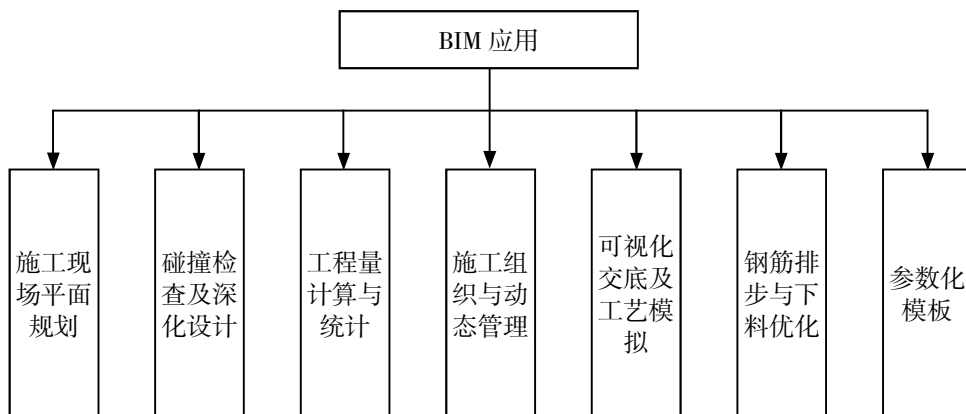 BIM 应用
施工现
场平面
规划
碰撞检
查及深
化设计
工程量
计算与
统计
施工组
织与动
态管理
可视化
交底及
工艺模
拟
钢筋排
步与下
料优化
参数化
模板